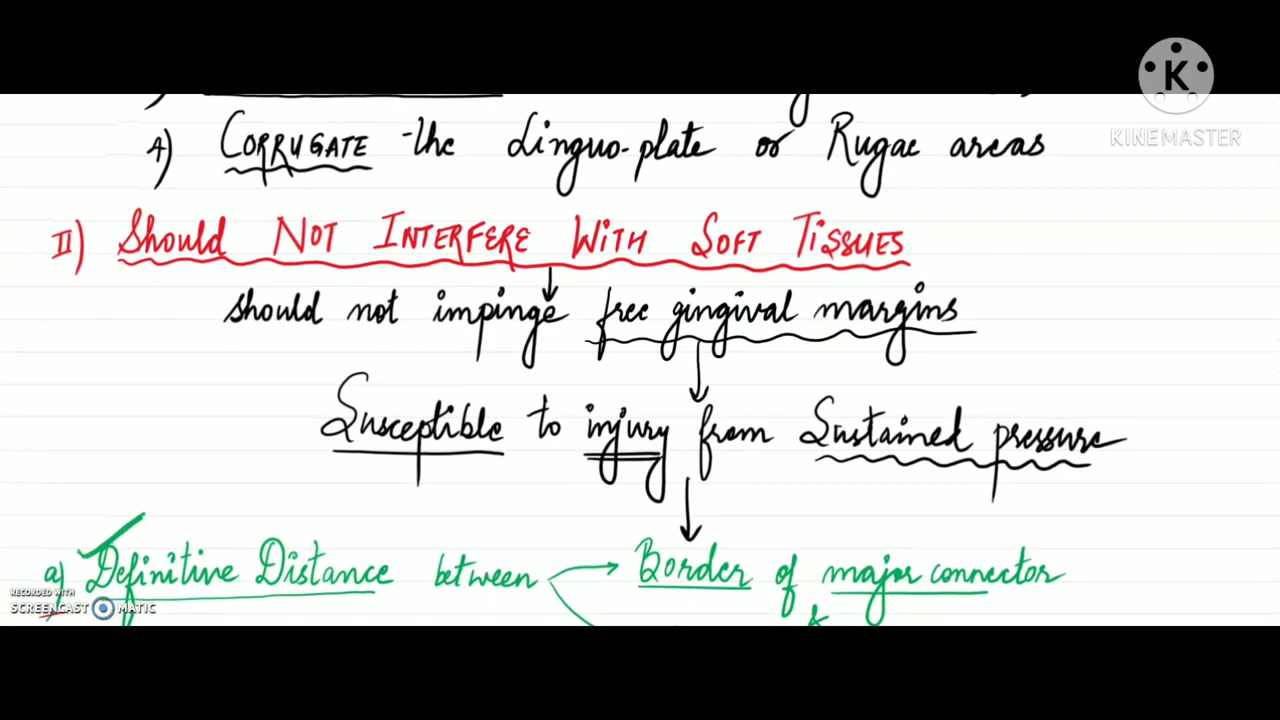 4) CORRUGATE the Linguo-plate or Rugae areas
II) Should NOT INTERFERE WITH SOFT TISSUES
should not impinge free gingival margins
Susceptible to injury from Sustained pressure
a) Definitive Distance between Border of major connector
&
KINEMASTER
RECORDED WITH
SCREENCAST MATIC